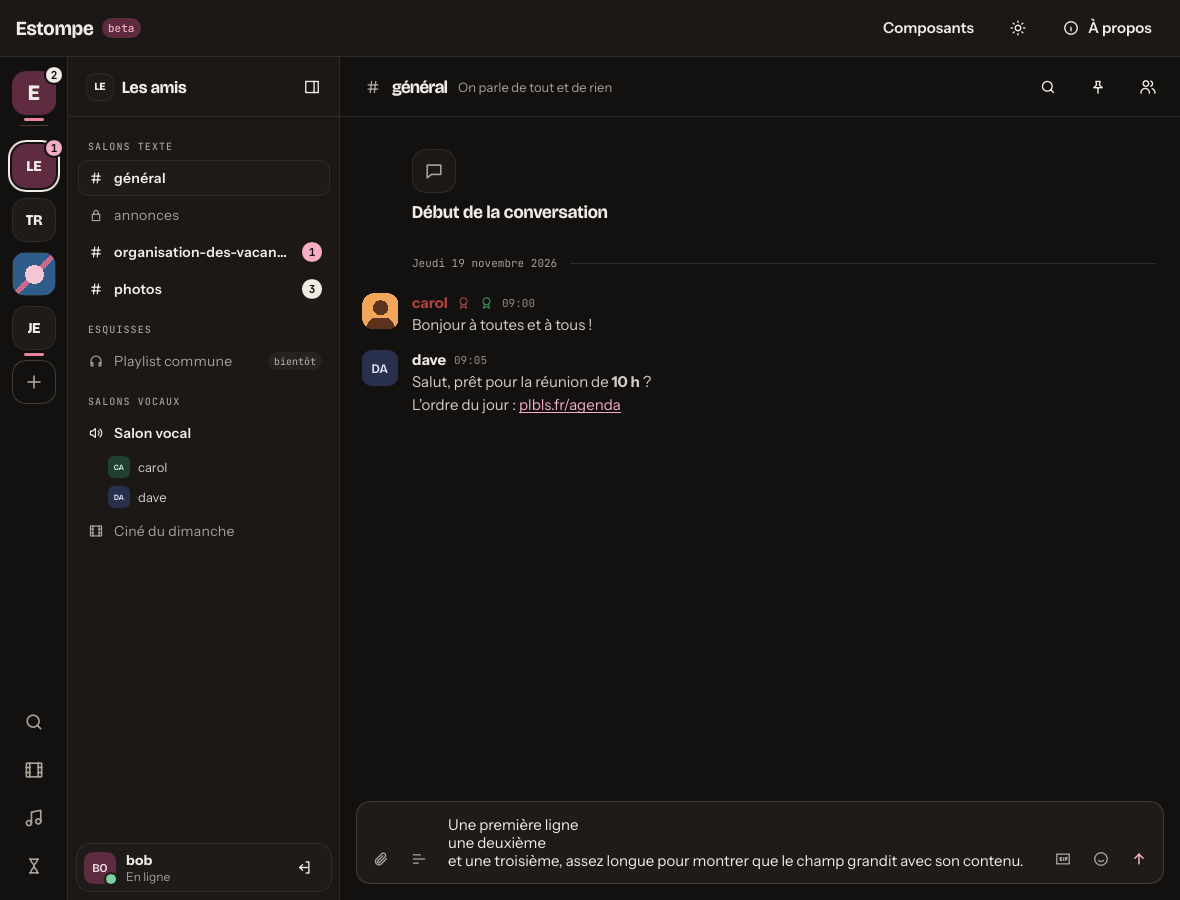 Estompe beta
Composants
À propos
E 2
LE 1
TR
JE
LE Les amis
SALONS TEXTE
# général
annonces
# organisation-des-vacan… 1
# photos 3
ESQUISSES
Playlist commune bientôt
SALONS VOCAUX
Salon vocal
CA carol
DA dave
Ciné du dimanche
BO bob
En ligne
# général On parle de tout et de rien
Début de la conversation
Jeudi 19 novembre 2026
carol 09:00
Bonjour à toutes et à tous !
DA dave 09:05
Salut, prêt pour la réunion de 10 h ?
L'ordre du jour : plbls.fr/agenda
Une première ligne
une deuxième
et une troisième, assez longue pour montrer que le champ grandit avec son contenu.
GIF